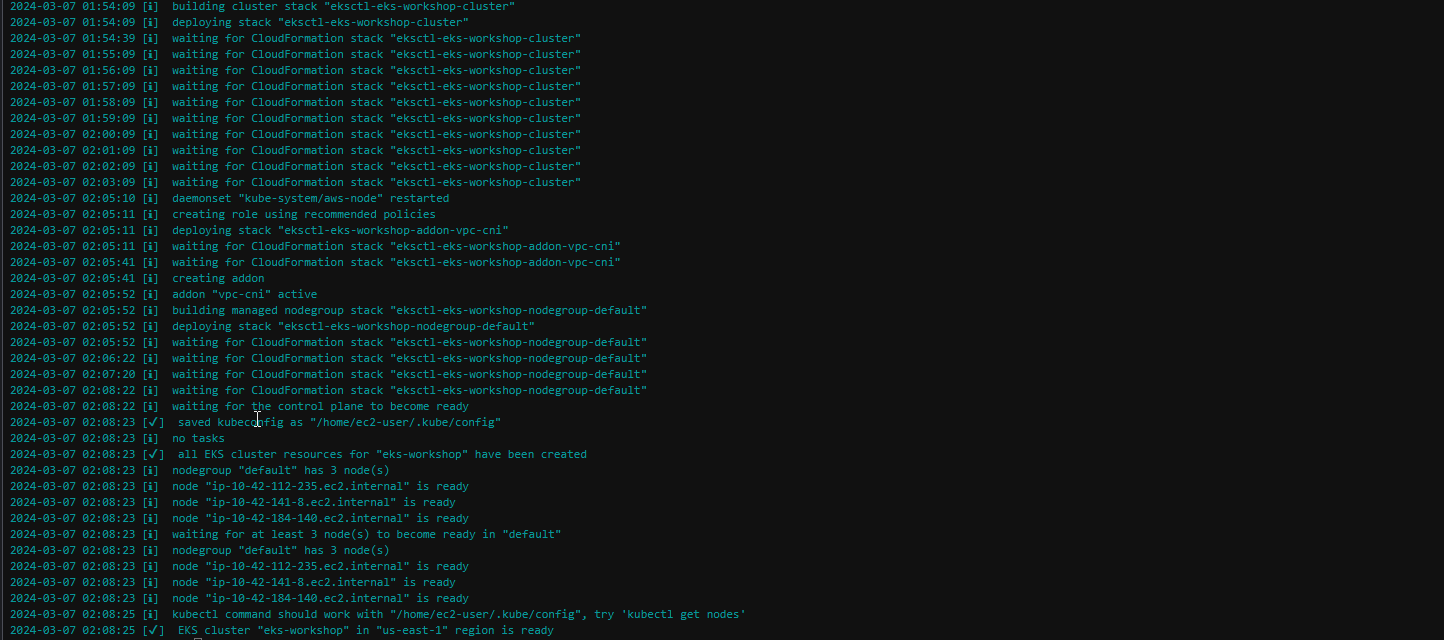 2024-03-07 01:54:09 [ℹ]  building cluster stack "eksctl-eks-workshop-cluster"
2024-03-07 01:54:09 [ℹ]  deploying stack "eksctl-eks-workshop-cluster"
2024-03-07 01:54:39 [ℹ]  waiting for CloudFormation stack "eksctl-eks-workshop-cluster"
2024-03-07 01:55:09 [ℹ]  waiting for CloudFormation stack "eksctl-eks-workshop-cluster"
2024-03-07 01:56:09 [ℹ]  waiting for CloudFormation stack "eksctl-eks-workshop-cluster"
2024-03-07 01:57:09 [ℹ]  waiting for CloudFormation stack "eksctl-eks-workshop-cluster"
2024-03-07 01:58:09 [ℹ]  waiting for CloudFormation stack "eksctl-eks-workshop-cluster"
2024-03-07 01:59:09 [ℹ]  waiting for CloudFormation stack "eksctl-eks-workshop-cluster"
2024-03-07 02:00:09 [ℹ]  waiting for CloudFormation stack "eksctl-eks-workshop-cluster"
2024-03-07 02:01:09 [ℹ]  waiting for CloudFormation stack "eksctl-eks-workshop-cluster"
2024-03-07 02:02:09 [ℹ]  waiting for CloudFormation stack "eksctl-eks-workshop-cluster"
2024-03-07 02:03:09 [ℹ]  waiting for CloudFormation stack "eksctl-eks-workshop-cluster"
2024-03-07 02:05:10 [ℹ]  daemonset "kube-system/aws-node" restarted
2024-03-07 02:05:11 [ℹ]  creating role using recommended policies
2024-03-07 02:05:11 [ℹ]  deploying stack "eksctl-eks-workshop-addon-vpc-cni"
2024-03-07 02:05:11 [ℹ]  waiting for CloudFormation stack "eksctl-eks-workshop-addon-vpc-cni"
2024-03-07 02:05:41 [ℹ]  waiting for CloudFormation stack "eksctl-eks-workshop-addon-vpc-cni"
2024-03-07 02:05:41 [ℹ]  creating addon
2024-03-07 02:05:52 [ℹ]  addon "vpc-cni" active
2024-03-07 02:05:52 [ℹ]  building managed nodegroup stack "eksctl-eks-workshop-nodegroup-default"
2024-03-07 02:05:52 [ℹ]  deploying stack "eksctl-eks-workshop-nodegroup-default"
2024-03-07 02:05:52 [ℹ]  waiting for CloudFormation stack "eksctl-eks-workshop-nodegroup-default"
2024-03-07 02:06:22 [ℹ]  waiting for CloudFormation stack "eksctl-eks-workshop-nodegroup-default"
2024-03-07 02:07:20 [ℹ]  waiting for CloudFormation stack "eksctl-eks-workshop-nodegroup-default"
2024-03-07 02:08:22 [ℹ]  waiting for CloudFormation stack "eksctl-eks-workshop-nodegroup-default"
2024-03-07 02:08:22 [ℹ]  waiting for the control plane to become ready
2024-03-07 02:08:23 [✓]  saved kubeconfig as "/home/ec2-user/.kube/config"
2024-03-07 02:08:23 [ℹ]  no tasks
2024-03-07 02:08:23 [✓]  all EKS cluster resources for "eks-workshop" have been created
2024-03-07 02:08:23 [ℹ]  nodegroup "default" has 3 node(s)
2024-03-07 02:08:23 [ℹ]  node "ip-10-42-112-235.ec2.internal" is ready
2024-03-07 02:08:23 [ℹ]  node "ip-10-42-141-8.ec2.internal" is ready
2024-03-07 02:08:23 [ℹ]  node "ip-10-42-184-140.ec2.internal" is ready
2024-03-07 02:08:23 [ℹ]  waiting for at least 3 node(s) to become ready in "default"
2024-03-07 02:08:23 [ℹ]  nodegroup "default" has 3 node(s)
2024-03-07 02:08:23 [ℹ]  node "ip-10-42-112-235.ec2.internal" is ready
2024-03-07 02:08:23 [ℹ]  node "ip-10-42-141-8.ec2.internal" is ready
2024-03-07 02:08:23 [ℹ]  node "ip-10-42-184-140.ec2.internal" is ready
2024-03-07 02:08:25 [ℹ]  kubectl command should work with "/home/ec2-user/.kube/config", try 'kubectl get nodes'
2024-03-07 02:08:25 [✓]  EKS cluster "eks-workshop" in "us-east-1" region is ready